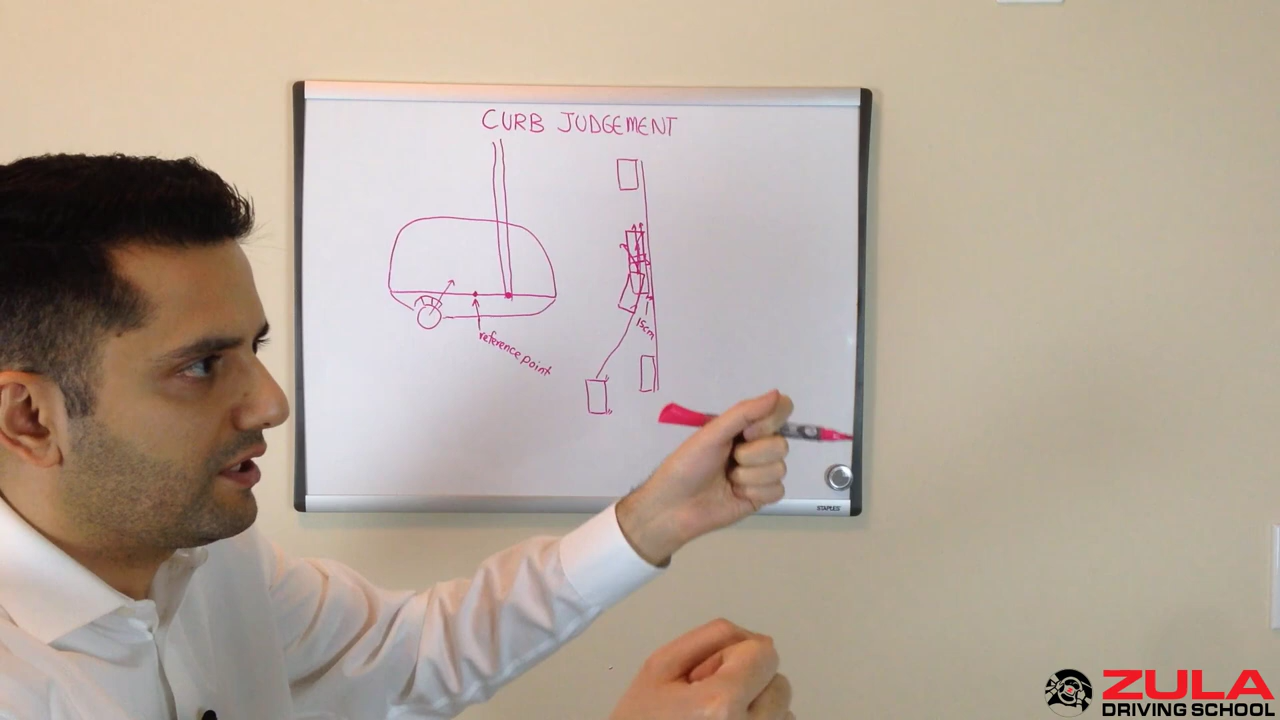 CURB JUDGEMENT
15cm
reference point
STAPLES
ZULA
DRIVING SCHOOL